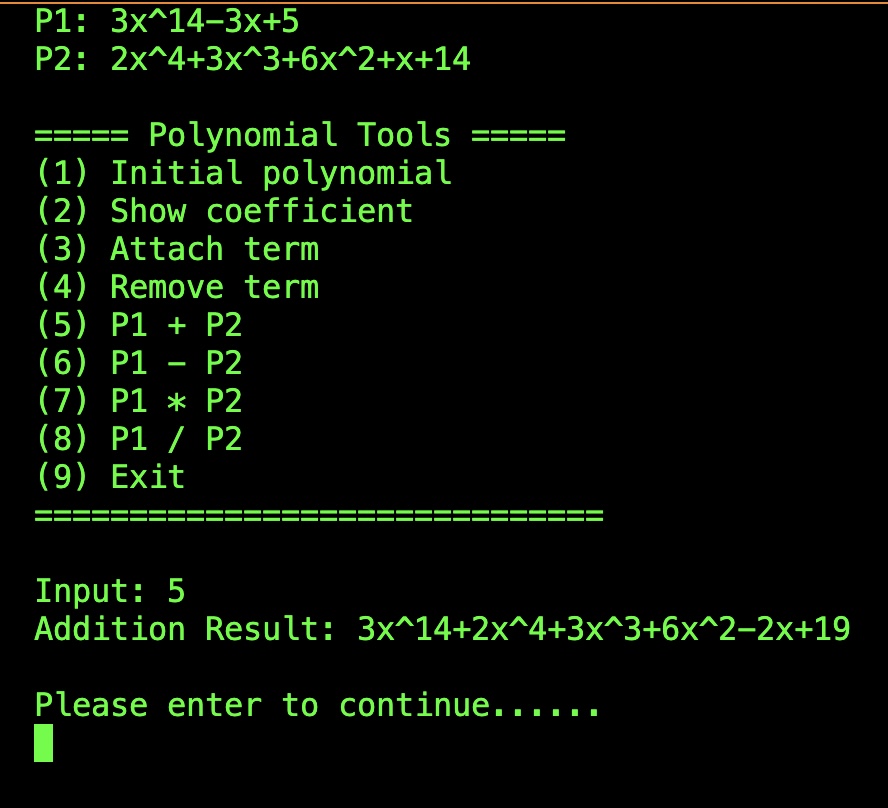 P1: 3x^14-3x+5
P2: 2x^4+3x^3+6x^2+x+14
===== Polynomial Tools =====
(1) Initial polynomial
(2) Show coefficient
(3) Attach term
(4) Remove term
(5) P1 + P2
(6) P1 - P2
(7) P1 * P2
(8) P1 / P2
(9) Exit
==============================
Input: 5
Addition Result: 3x^14+2x^4+3x^3+6x^2-2x+19
Please enter to continue......